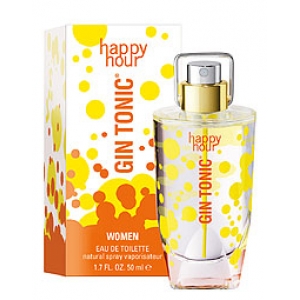 happy
hour
GIN TONIC®
WOMEN
EAU DE TOILETTE
natural spray vaporisateur
1.7 FL. OZ. 50 ml ℮
happy
hour
GIN TONIC®